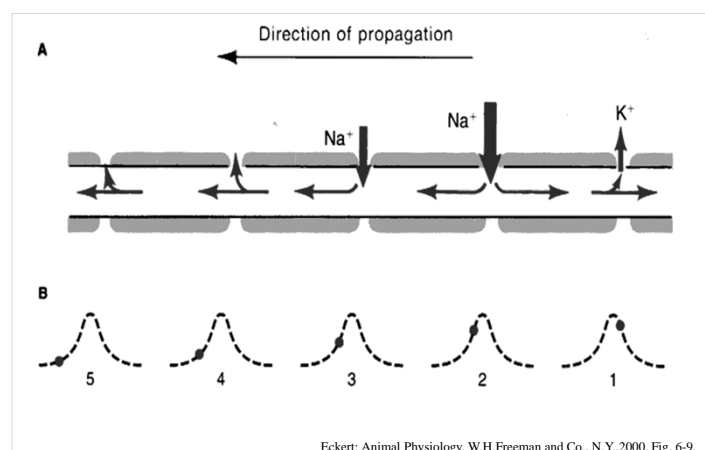 A
Direction of propagation
Na⁺
Na⁺
K⁺
B
5 4 3 2 1
Eckert: Animal Physiology, W.H Freeman and Co., N.Y.,2000, Fig. 6-9.